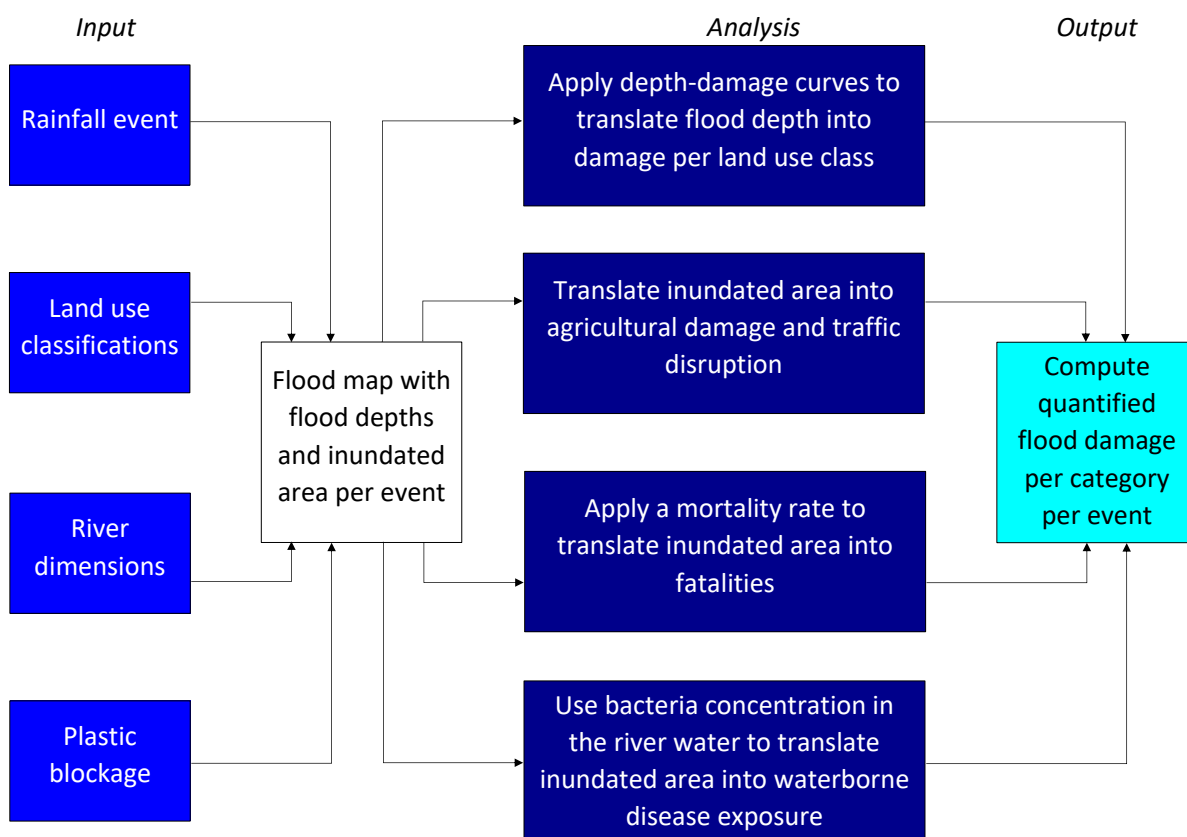 Input
Analysis
Output
Rainfall event
Land use
classifications
River
dimensions
Plastic
blockage
Flood map with
flood depths
and inundated
area per event
Apply depth-damage curves to
translate flood depth into
damage per land use class
Translate inundated area into
agricultural damage and traffic
disruption
Apply a mortality rate to
translate inundated area into
fatalities
Use bacteria concentration in
the river water to translate
inundated area into waterborne
disease exposure
Compute
quantified
flood damage
per category
per event